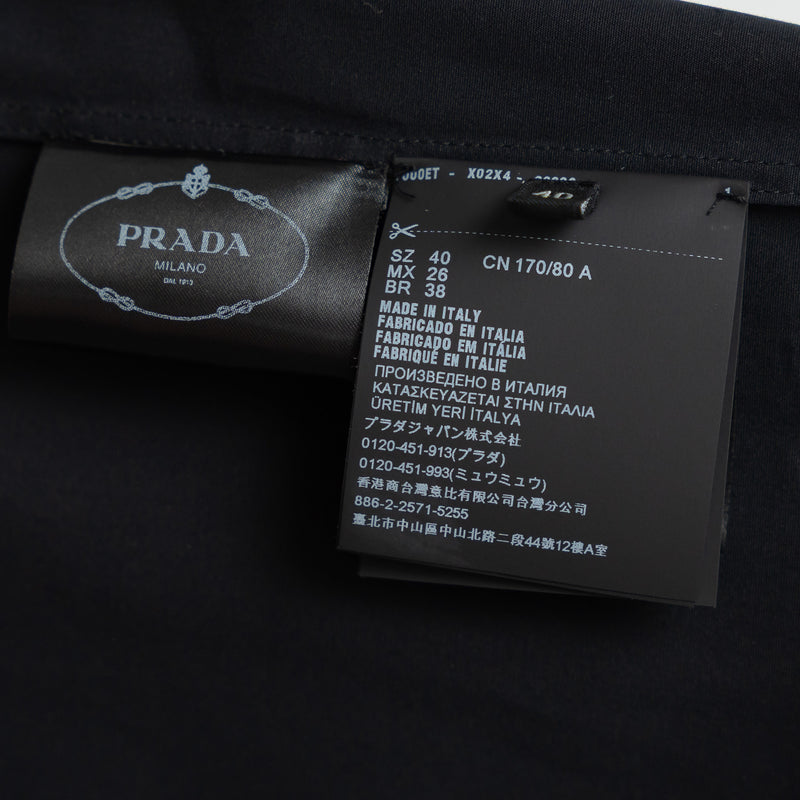 PRADA
MILANO
DAL 1913
X02X4
40
SZ 40 CN 170/80 A
MX 26
BR 38
MADE IN ITALY
FABRICADO EN ITALIA
FABRICADO EM ITÁLIA
FABRIQUÉ EN ITALIE
ПРОИЗВЕДЕНО В ИТАЛИЯ
ΚΑΤΑΣΚΕΥΑΖΕΤΑΙ ΣΤΗΝ ΙΤΑΛΙΑ
ÜRETİM YERİ İTALYA
プラダジャパン株式会社
0120-451-913(プラダ)
0120-451-993(ミュウミュウ)
香港商台灣意比有限公司台灣分公司
886-2-2571-5255
臺北市中山區中山北路二段44號12樓A室